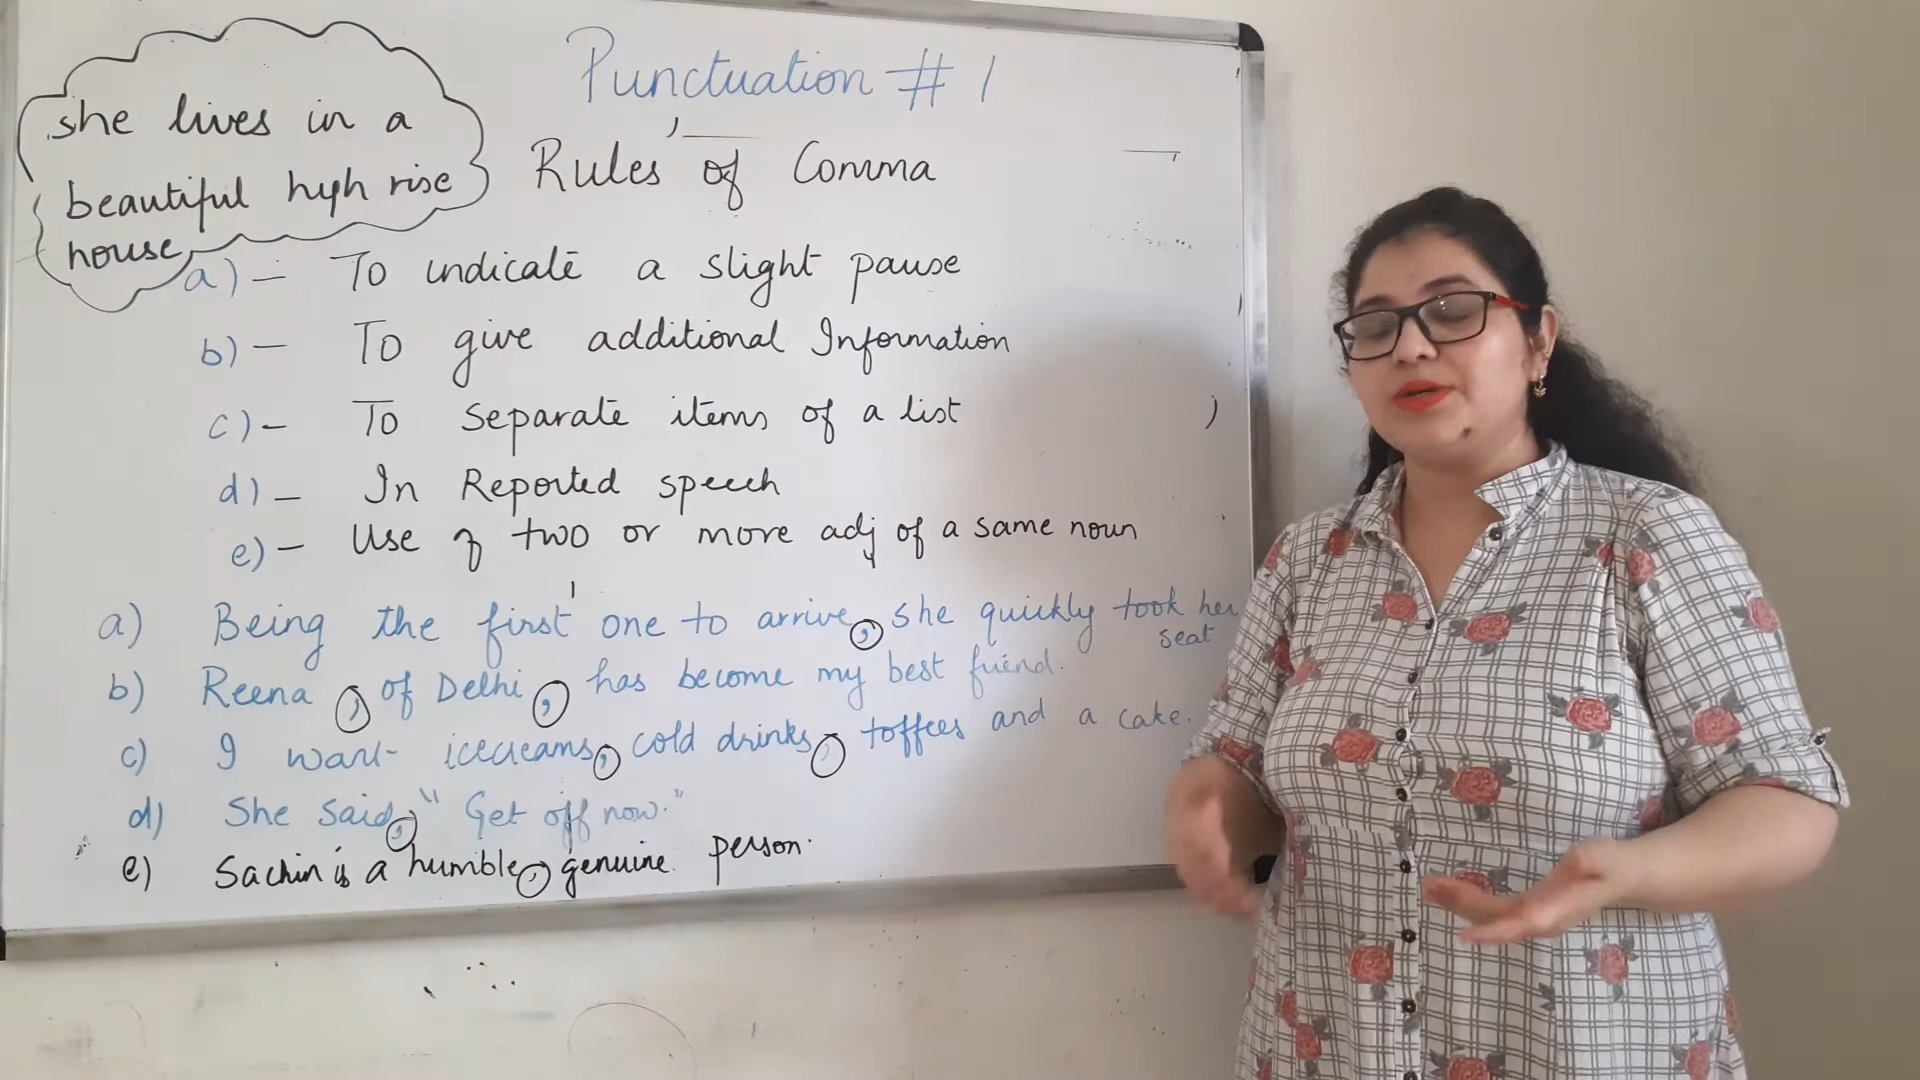 Punctuation # 1
she lives in a
beautiful high rise
house
Rules of Comma
a) - To indicate a slight pause
b) - To give additional Information
c) - To separate items of a list
d) - In Reported speech
e) - Use of two or more adj of a same noun
a) Being the first one to arrive, she quickly took her
seat
b) Reena, of Delhi, has become my best friend.
c) I want icecreams, cold drinks, toffees and a cake.
d) She said, "Get off now."
e) Sachin is a humble, genuine person.